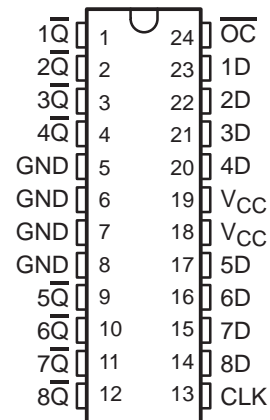 1Q̅ 1 24 O̅C̅
2Q̅ 2 23 1D
3Q̅ 3 22 2D
4Q̅ 4 21 3D
GND 5 20 4D
GND 6 19 VCC
GND 7 18 VCC
GND 8 17 5D
5Q̅ 9 16 6D
6Q̅ 10 15 7D
7Q̅ 11 14 8D
8Q̅ 12 13 CLK